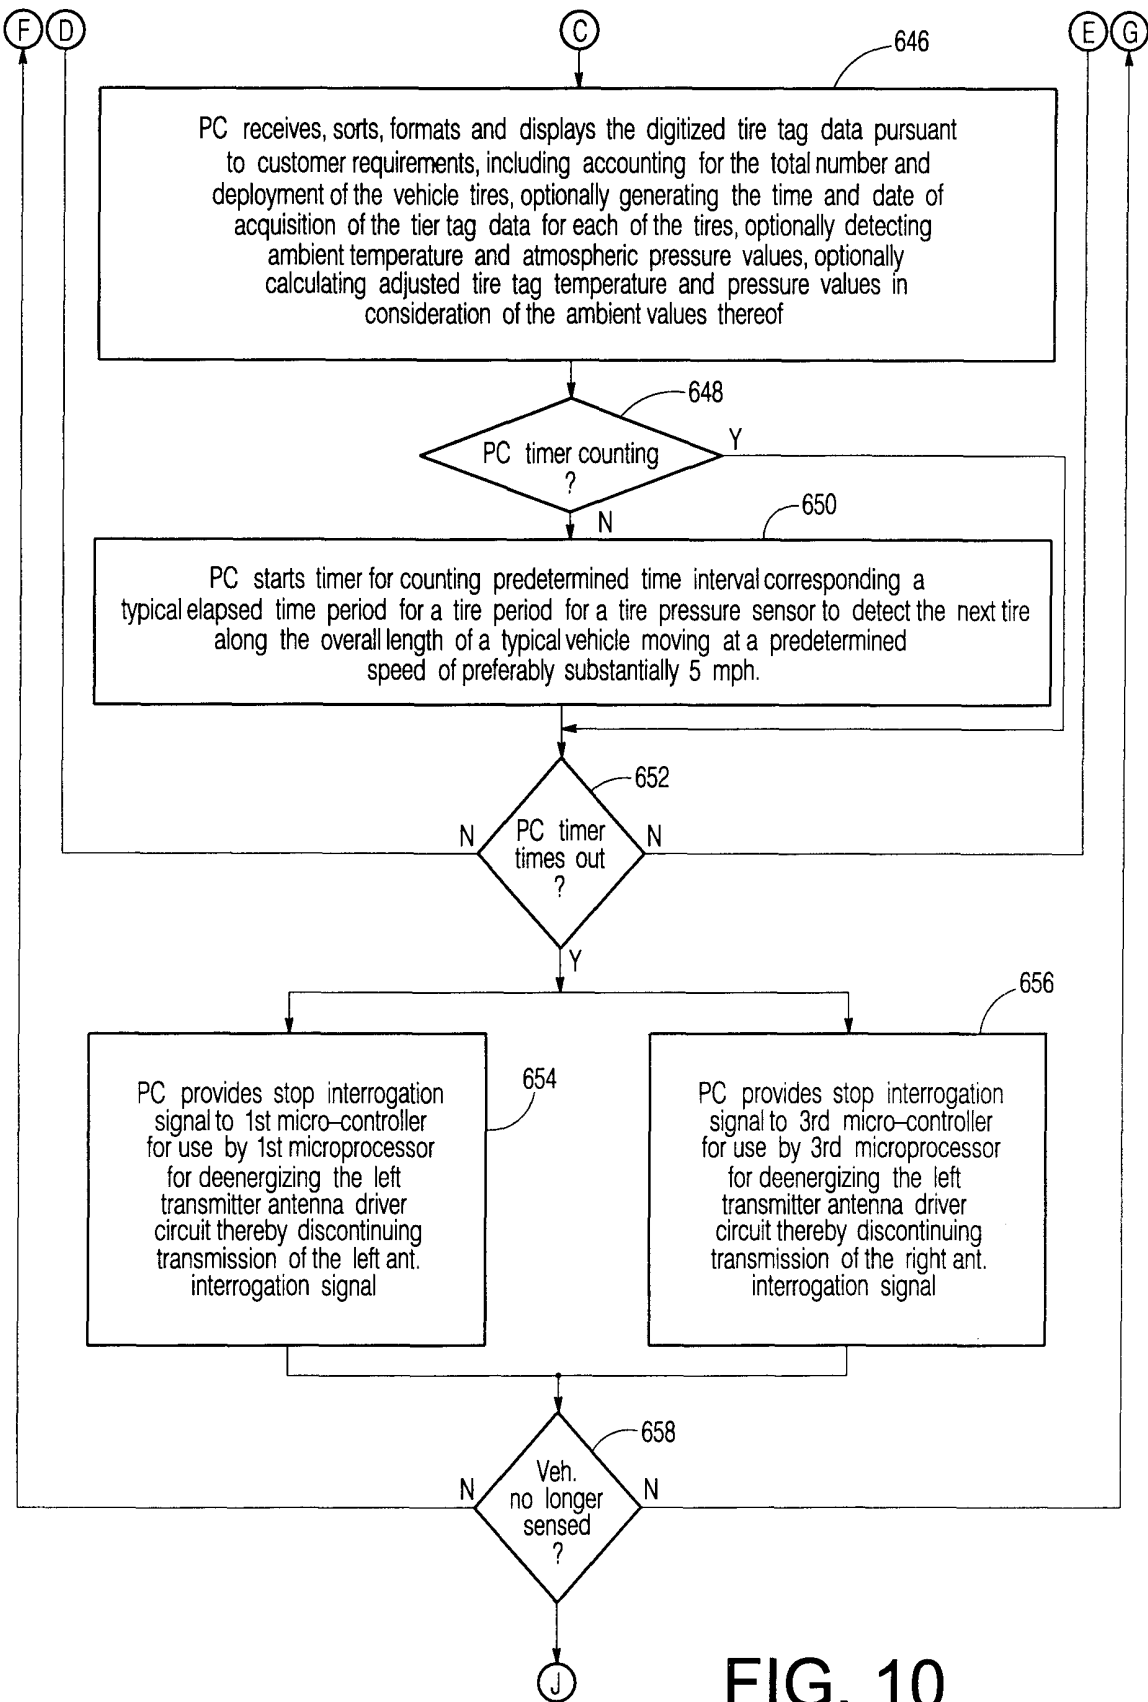 F D C E G
646
PC receives, sorts, formats and displays the digitized tire tag data pursuant
to customer requirements, including accounting for the total number and
deployment of the vehicle tires, optionally generating the time and date of
acquisition of the tier tag data for each of the tires, optionally detecting
ambient temperature and atmospheric pressure values, optionally
calculating adjusted tire tag temperature and pressure values in
consideration of the ambient values thereof
648
PC timer counting
?
Y
N
650
PC starts timer for counting predetermined time interval corresponding a
typical elapsed time period for a tire period for a tire pressure sensor to detect the next tire
along the overall length of a typical vehicle moving at a predetermined
speed of preferably substantially 5 mph.
652
N PC timer N
times out
?
Y
654
PC provides stop interrogation
signal to 1st micro–controller
for use by 1st microprocessor
for deenergizing the left
transmitter antenna driver
circuit thereby discontinuing
transmission of the left ant.
interrogation signal
656
PC provides stop interrogation
signal to 3rd micro–controller
for use by 3rd microprocessor
for deenergizing the left
transmitter antenna driver
circuit thereby discontinuing
transmission of the right ant.
interrogation signal
658
Veh.
N no longer N
sensed
?
J
FIG. 10